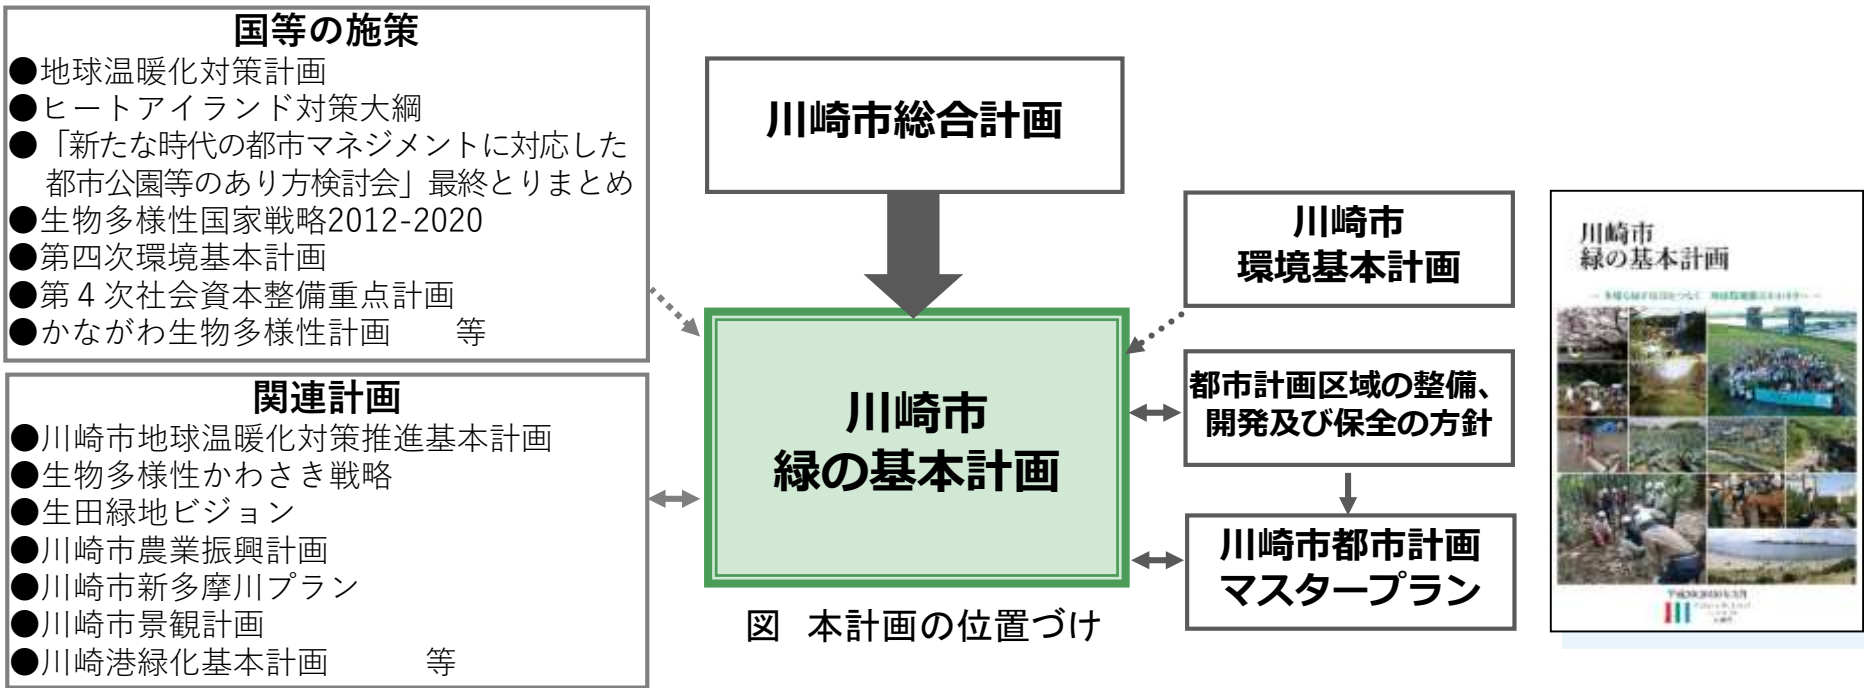 国等の施策
●地球温暖化対策計画
●ヒートアイランド対策大綱
●「新たな時代の都市マネジメントに対応した
都市公園等のあり方検討会」最終とりまとめ
●生物多様性国家戦略2012-2020
●第四次環境基本計画
●第４次社会資本整備重点計画
●かながわ生物多様性計画　　等
関連計画
●川崎市地球温暖化対策推進基本計画
●生物多様性かわさき戦略
●生田緑地ビジョン
●川崎市農業振興計画
●川崎市新多摩川プラン
●川崎市景観計画
●川崎港緑化基本計画　　　等
川崎市総合計画
川崎市
緑の基本計画
図　本計画の位置づけ
川崎市
環境基本計画
都市計画区域の整備、
開発及び保全の方針
川崎市都市計画
マスタープラン
川崎市
緑の基本計画